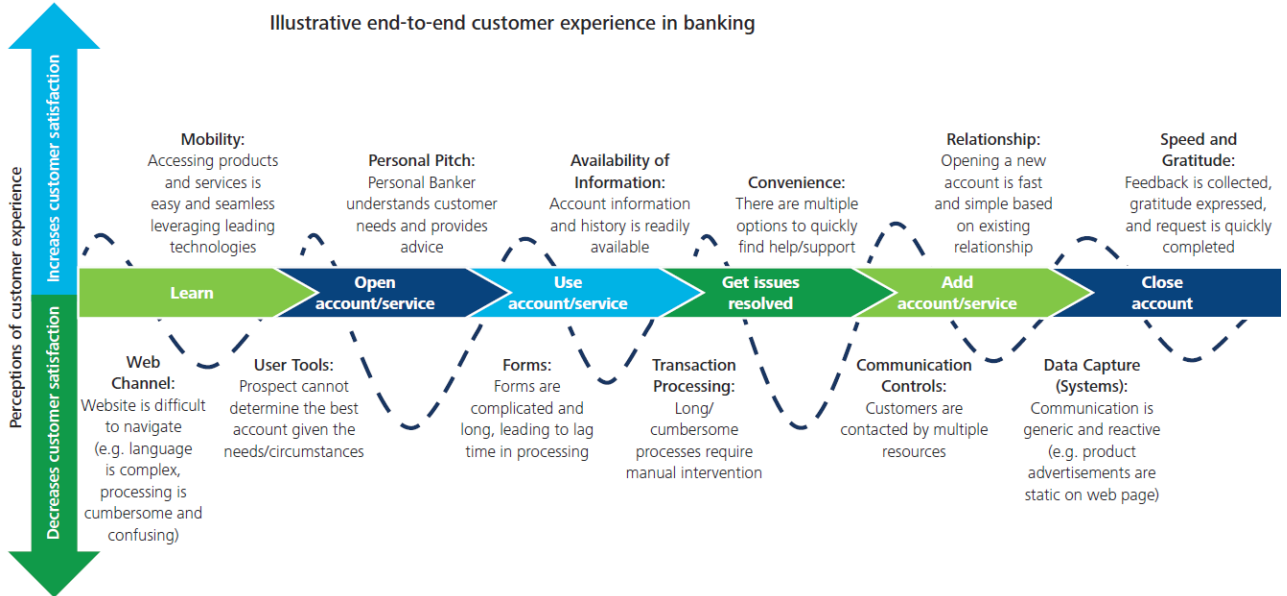 Illustrative end-to-end customer experience in banking
Perceptions of customer experience
Increases customer satisfaction
Decreases customer satisfaction
Mobility:
Accessing products
and services is
easy and seamless
leveraging leading
technologies
Personal Pitch:
Personal Banker
understands customer
needs and provides
advice
Availability of
Information:
Account information
and history is readily
available
Convenience:
There are multiple
options to quickly
find help/support
Relationship:
Opening a new
account is fast
and simple based
on existing
relationship
Speed and
Gratitude:
Feedback is collected,
gratitude expressed,
and request is quickly
completed
Learn
Open
account/service
Use
account/service
Get issues
resolved
Add
account/service
Close
account
Web
Channel:
Website is difficult
to navigate
(e.g. language
is complex,
processing is
cumbersome and
confusing)
User Tools:
Prospect cannot
determine the best
account given the
needs/circumstances
Forms:
Forms are
complicated and
long, leading to lag
time in processing
Transaction
Processing:
Long/
cumbersome
processes require
manual intervention
Communication
Controls:
Customers are
contacted by multiple
resources
Data Capture
(Systems):
Communication is
generic and reactive
(e.g. product
advertisements are
static on web page)